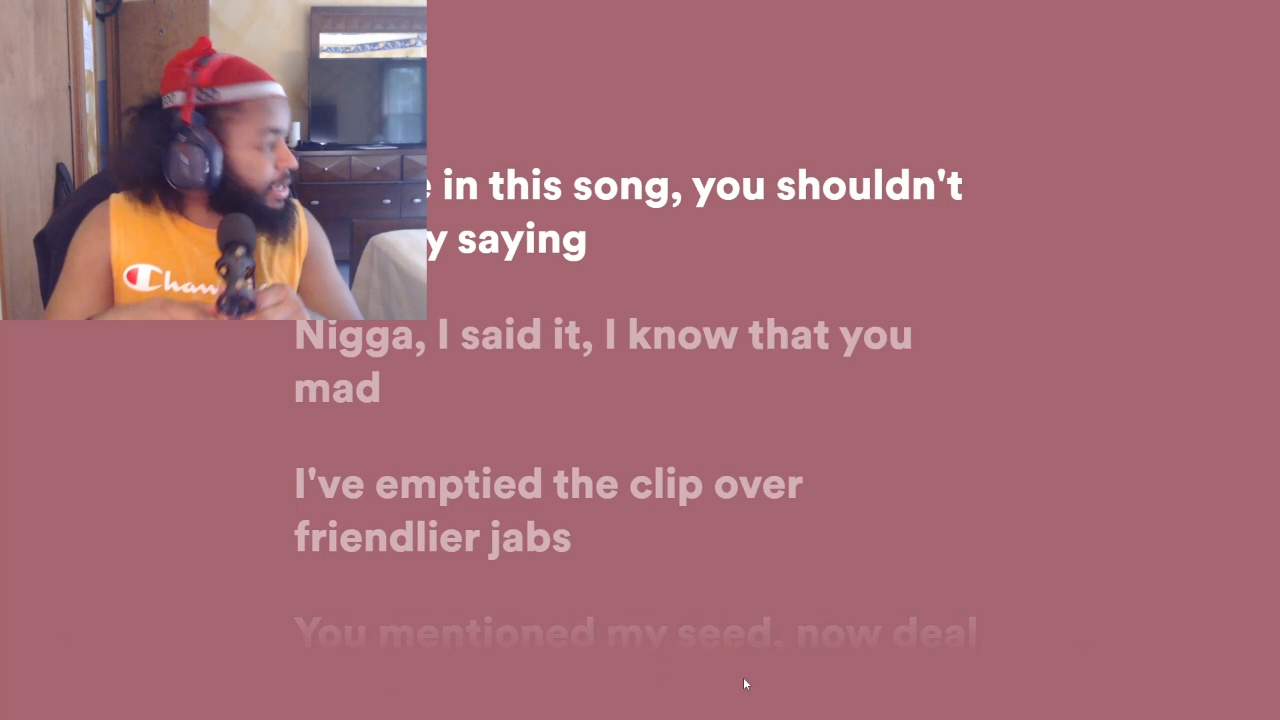 in this song, you shouldn't
y saying
Nigga, I said it, I know that you
mad
I've emptied the clip over
friendlier jabs
You mentioned my seed, now deal
Cham